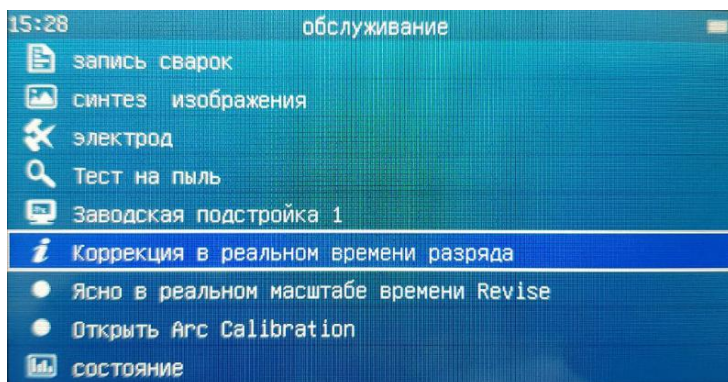 15:28 обслуживание
запись сварок
синтез изображения
электрод
Тест на пыль
Заводская подстройка 1
Коррекция в реальном времени разряда
Ясно в реальном масштабе времени Revise
Открыть Arc Calibration
состояние